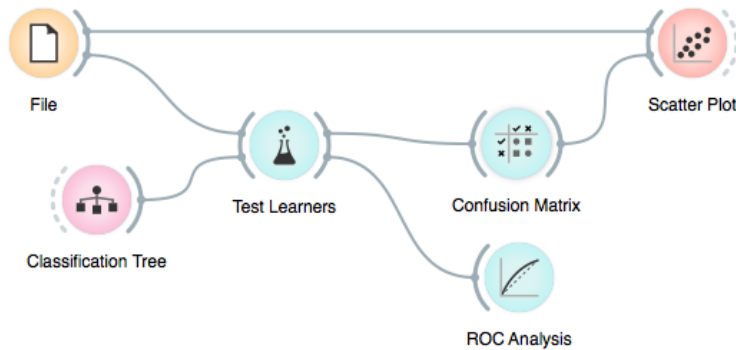 File
Scatter Plot
Test Learners
Confusion Matrix
Classification Tree
ROC Analysis